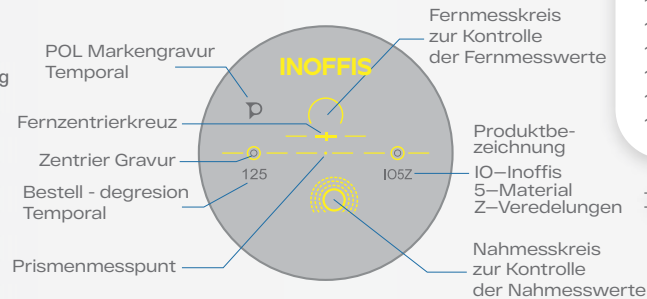 Fernmesskreis
zur Kontrolle
der Fernmesswerte
POL Markengravur
Temporal
INOFFIS
g
Fernzentrierkreuz
Zentrier Gravur
Bestell - degresion
Temporal
125
IO5Z
Produktbe-
zeichnung
IO–Inoffis
5–Material
Z–Veredelungen
Prismenmesspunt
Nahmesskreis
zur Kontrolle
der Nahmesswerte